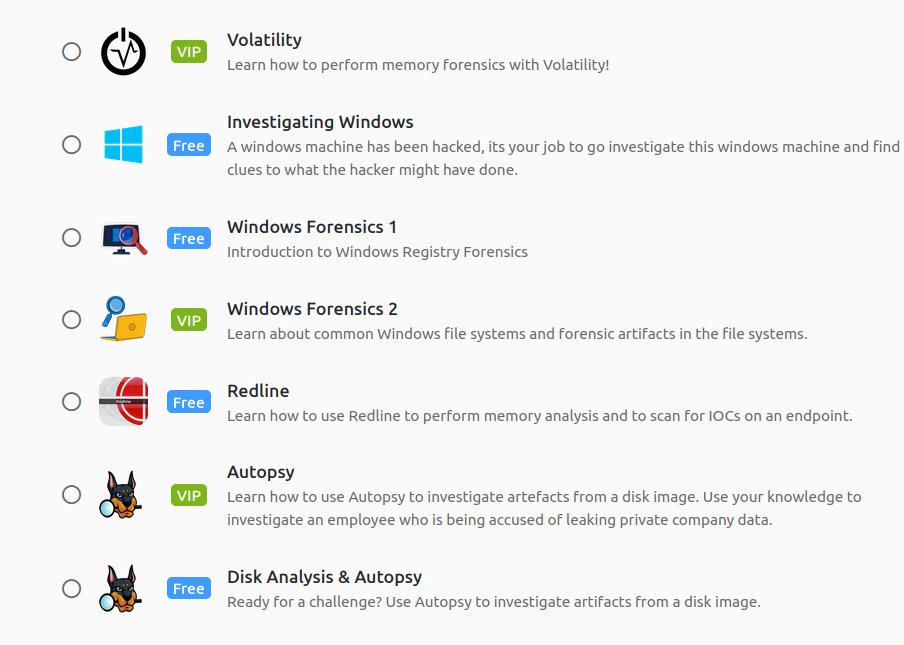 VIP
Volatility
Learn how to perform memory forensics with Volatility!
Free
Investigating Windows
A windows machine has been hacked, its your job to go investigate this windows machine and find
clues to what the hacker might have done.
Free
Windows Forensics 1
Introduction to Windows Registry Forensics
VIP
Windows Forensics 2
Learn about common Windows file systems and forensic artifacts in the file systems.
Redline
Free
Redline
Learn how to use Redline to perform memory analysis and to scan for IOCs on an endpoint.
VIP
Autopsy
Learn how to use Autopsy to investigate artefacts from a disk image. Use your knowledge to
investigate an employee who is being accused of leaking private company data.
Free
Disk Analysis & Autopsy
Ready for a challenge? Use Autopsy to investigate artifacts from a disk image.